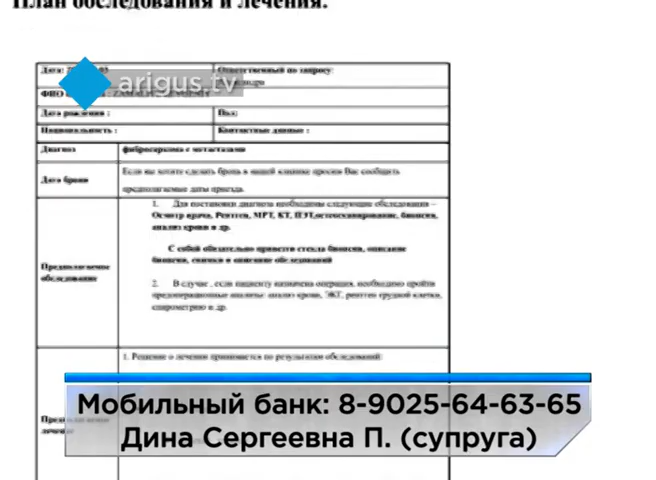 План обследования и лечения.
arigus.tv
Дата:
Ответственный по запросу:
ФИО
Дата рождения :
Пол:
Национальность :
Контактные данные :
Диагноз
фибросаркома с метастазами
Дата брони
Если вы хотите сделать бронь в нашей клинике просим Вас сообщить
предполагаемые даты приезда.
Предполагаемое
обследование
1. Для постановки диагноза необходимы следующие обследования –
Осмотр врача, Рентген, МРТ, КТ, ПЭТ,остеосканирование, биопсия,
анализ крови и др.
С собой обязательно привезти стекла биопсии, описание
биопсии, снимки и описание обследований
2. В случае , если пациенту назначена операция, необходимо пройти
предоперационные анализы: анализ крови, ЭКГ, рентген грудной клетки,
спирометрию и др.
1. Решение о лечении принимается по результатам обследований:
лечение
Мобильный банк: 8-9025-64-63-65
Дина Сергеевна П. (супруга)